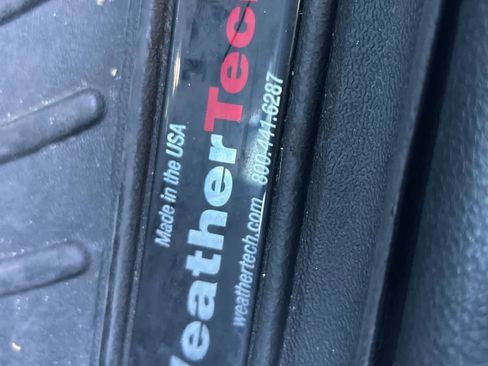 Made in the USA
WeatherTech
weathertech.com 800.441.6287